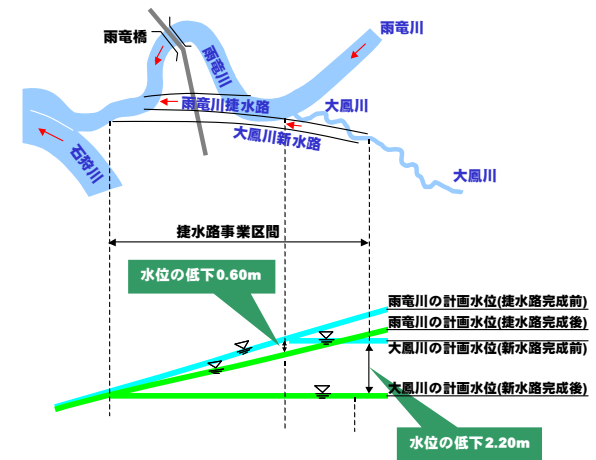 雨竜川
雨竜橋
雨竜川
雨竜川捷水路
大鳳川
大鳳川新水路
石狩川
大鳳川
捷水路事業区間
水位の低下0.60m
雨竜川の計画水位(捷水路完成前)
雨竜川の計画水位(捷水路完成後)
大鳳川の計画水位(新水路完成前)
大鳳川の計画水位(新水路完成後)
水位の低下2.20m